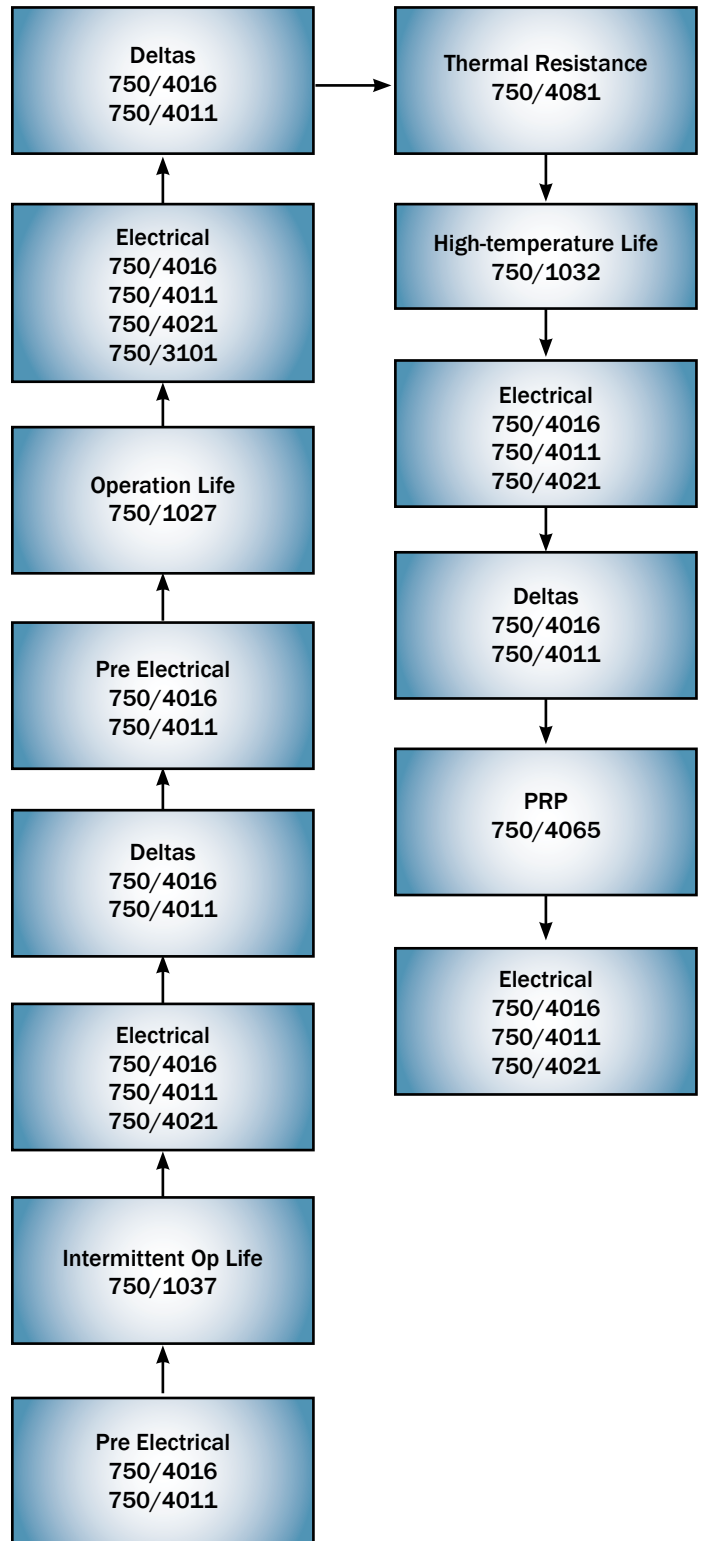 Deltas
750/4016
750/4011
Electrical
750/4016
750/4011
750/4021
750/3101
Operation Life
750/1027
Pre Electrical
750/4016
750/4011
Deltas
750/4016
750/4011
Electrical
750/4016
750/4011
750/4021
Intermittent Op Life
750/1037
Pre Electrical
750/4016
750/4011
Thermal Resistance
750/4081
High-temperature Life
750/1032
Electrical
750/4016
750/4011
750/4021
Deltas
750/4016
750/4011
PRP
750/4065
Electrical
750/4016
750/4011
750/4021